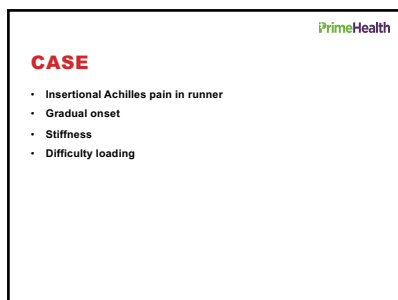 PrimeHealth
CASE
• Insertional Achilles pain in runner
• Gradual onset
• Stiffness
• Difficulty loading